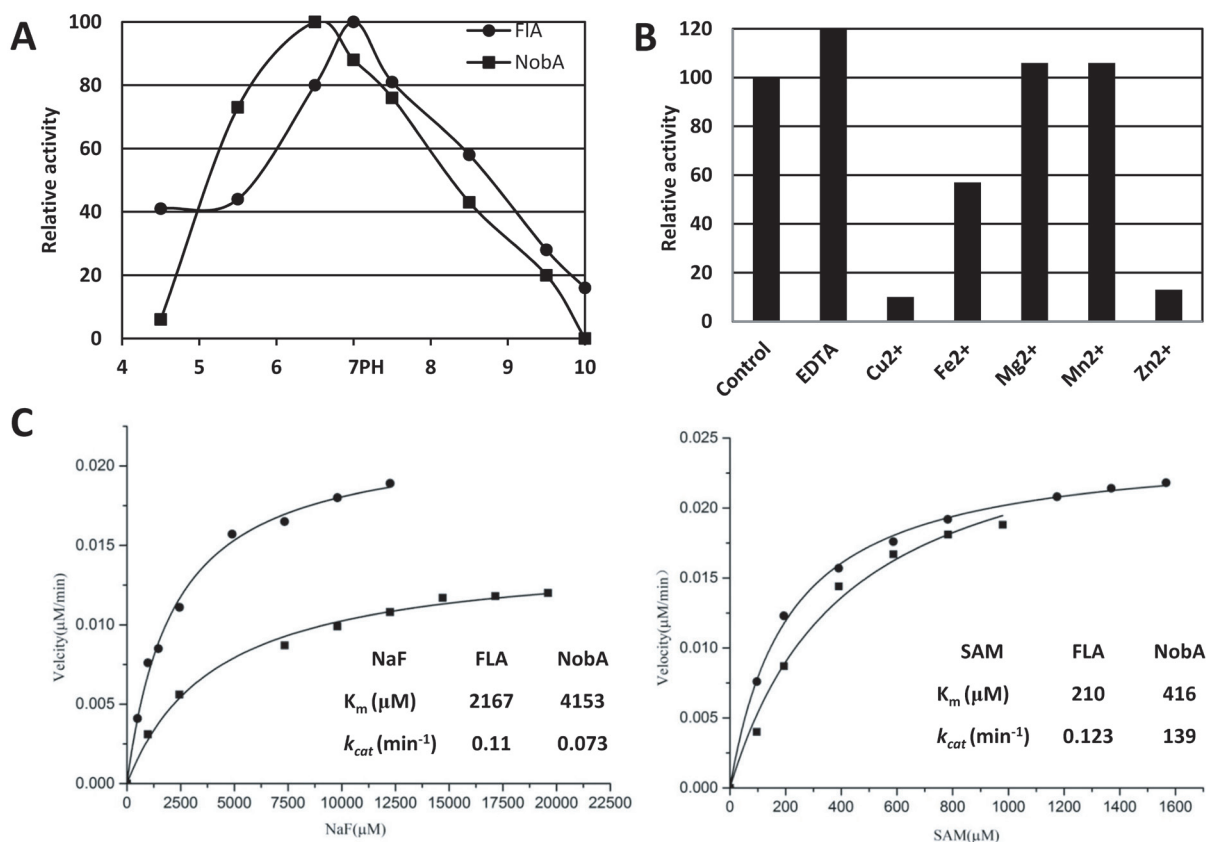 A
100
80
60
40
20
0
Relative activity
4 5 6 7PH 8 9 10
FlA
NobA
B
120
100
80
60
40
20
0
Relative activity
Control EDTA Cu2+ Fe2+ Mg2+ Mn2+ Zn2+
C
0.020
0.015
0.010
0.005
0.000
Velcity(μM/min)
0 2500 5000 7500 10000 12500 15000 17500 20000 22500
NaF(μM)
NaF FLA NobA
Km (μM) 2167 4153
kcat (min-1) 0.11 0.073
0.025
0.020
0.015
0.010
0.005
0.000
Velocity(μM/min)
0 200 400 600 800 1000 1200 1400 1600
SAM(μM)
SAM FLA NobA
Km (μM) 210 416
kcat (min-1) 0.123 139